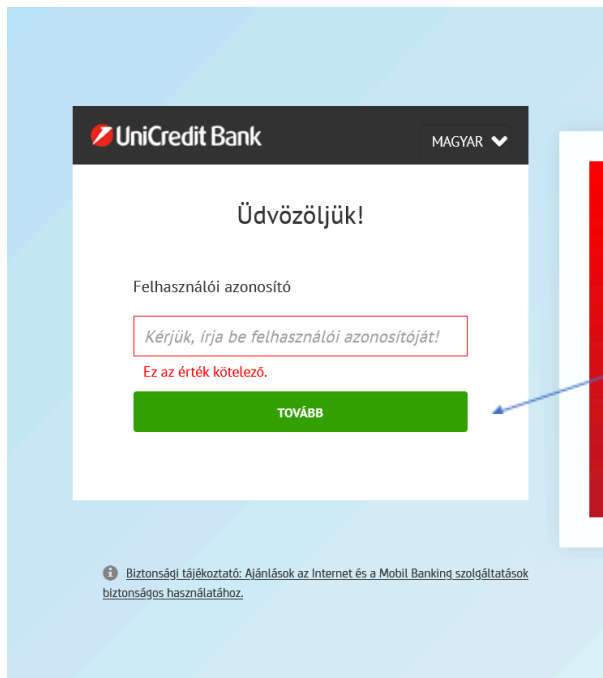 UniCredit Bank
MAGYAR
Üdvözöljük!
Felhasználói azonosító
Kérjük, írja be felhasználói azonosítóját!
Ez az érték kötelező.
TOVÁBB
Biztonsági tájékoztató: Ajánlások az Internet és a Mobil Banking szolgáltatások
biztonságos használatához.